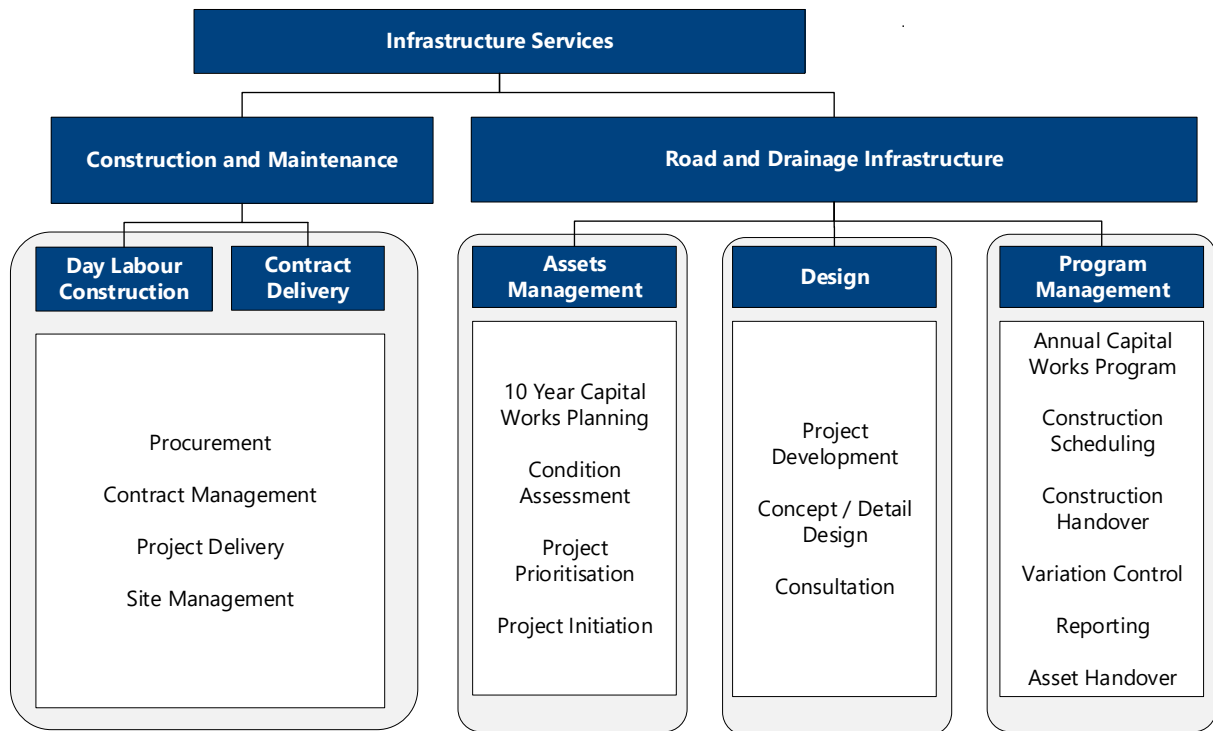 Infrastructure Services
Construction and Maintenance
Road and Drainage Infrastructure
Day Labour
Construction
Contract
Delivery
Procurement
Contract Management
Project Delivery
Site Management
Assets
Management
10 Year Capital
Works Planning
Condition
Assessment
Project
Prioritisation
Project Initiation
Design
Project
Development
Concept / Detail
Design
Consultation
Program
Management
Annual Capital
Works Program
Construction
Scheduling
Construction
Handover
Variation Control
Reporting
Asset Handover